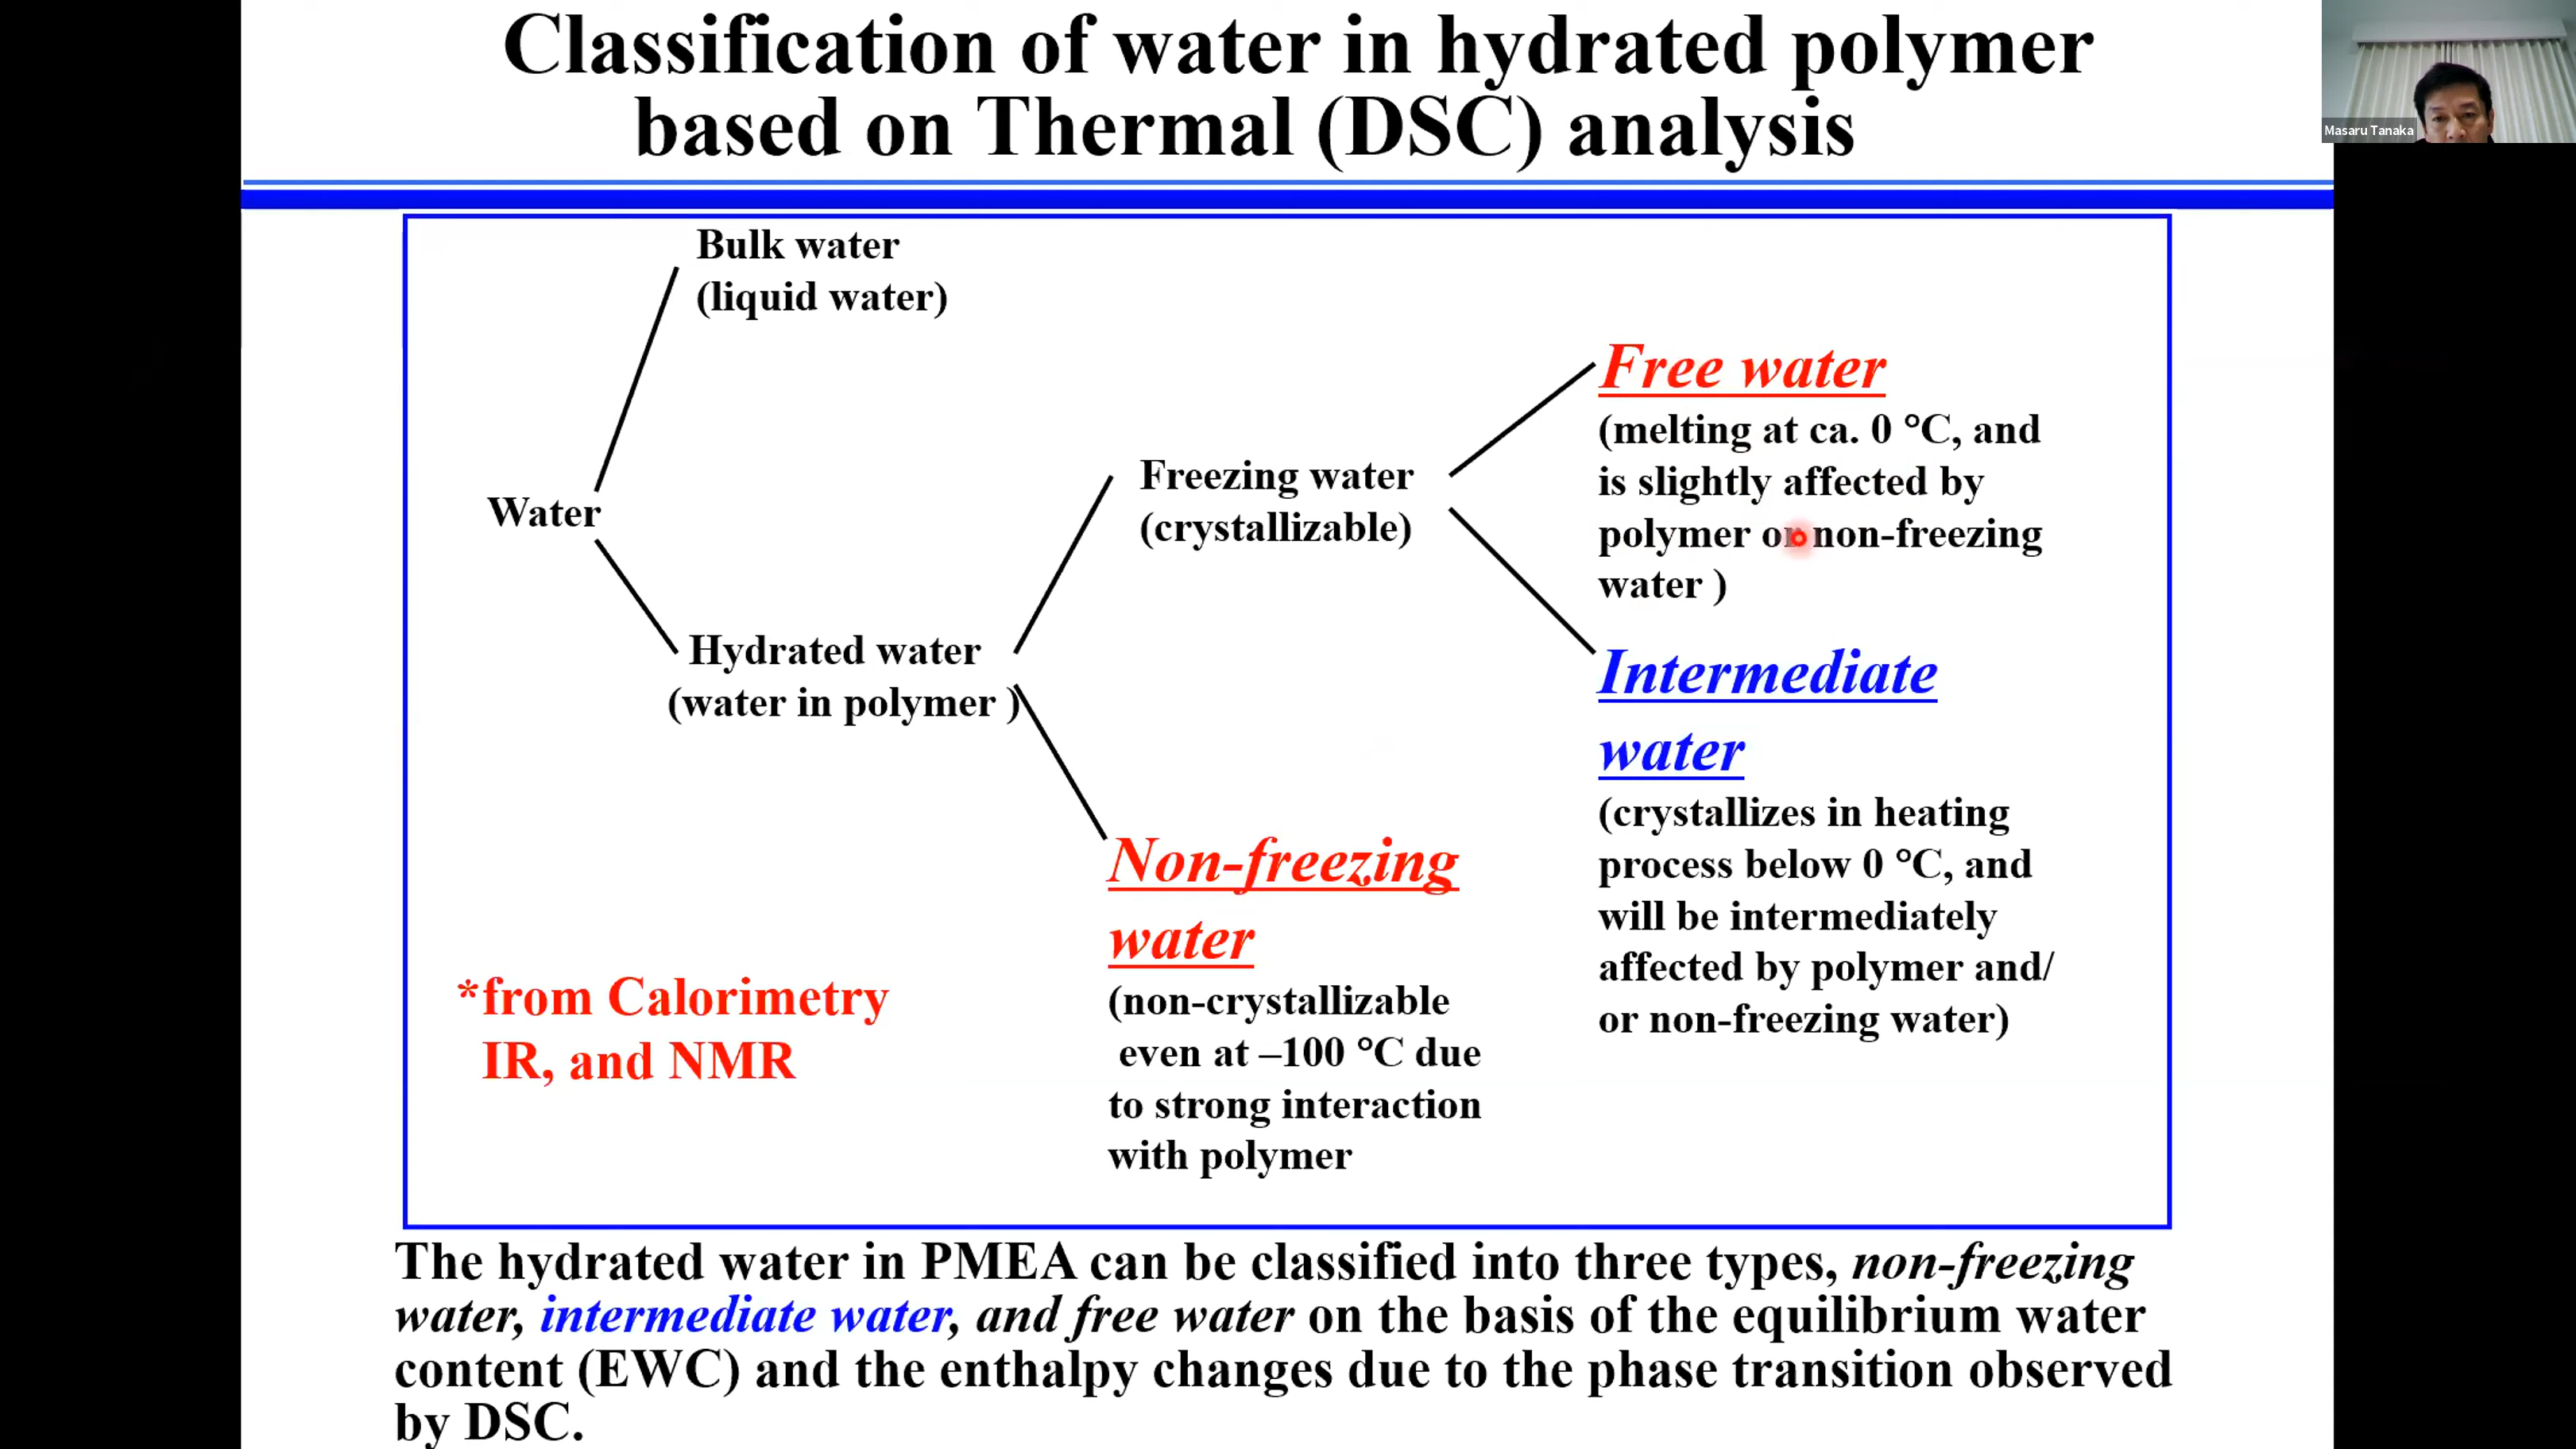 Classification of water in hydrated polymer
based on Thermal (DSC) analysis
Masaru Tanaka
Bulk water
(liquid water)
Water
Hydrated water
(water in polymer )
Freezing water
(crystallizable)
Free water
(melting at ca. 0 °C, and
is slightly affected by
polymer or non-freezing
water )
Intermediate
water
(crystallizes in heating
process below 0 °C, and
will be intermediately
affected by polymer and/
or non-freezing water)
Non-freezing
water
(non-crystallizable
even at –100 °C due
to strong interaction
with polymer
*from Calorimetry
IR, and NMR
The hydrated water in PMEA can be classified into three types, non-freezing
water, intermediate water, and free water on the basis of the equilibrium water
content (EWC) and the enthalpy changes due to the phase transition observed
by DSC.